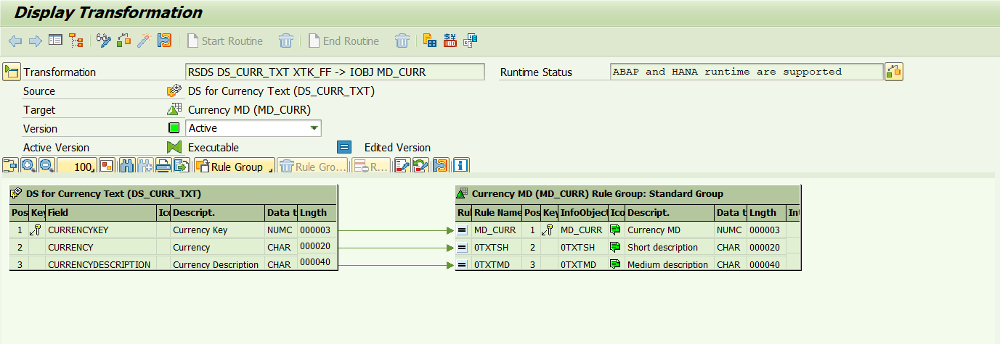 Display Transformation
Start Routine End Routine
Transformation RSDS DS_CURR_TXT XTK_FF -> IOBJ MD_CURR Runtime Status ABAP and HANA runtime are supported
Source DS for Currency Text (DS_CURR_TXT)
Target Currency MD (MD_CURR)
Version Active
Active Version Executable Edited Version
100 Rule Group Rule Gro... R...
DS for Currency Text (DS_CURR_TXT) Currency MD (MD_CURR) Rule Group: Standard Group
Pos Key Field Ico Descript. Data t Lngth Rul Rule Name Pos Key InfoObject Ico Descript. Data t Lngth Int
1 CURRENCYKEY Currency Key NUMC 000003 MD_CURR 1 MD_CURR Currency MD NUMC 000003
2 CURRENCY Currency CHAR 000020 0TXTSH 2 0TXTSH Short description CHAR 000020
3 CURRENCYDESCRIPTION Currency Description CHAR 000040 0TXTMD 3 0TXTMD Medium description CHAR 000040